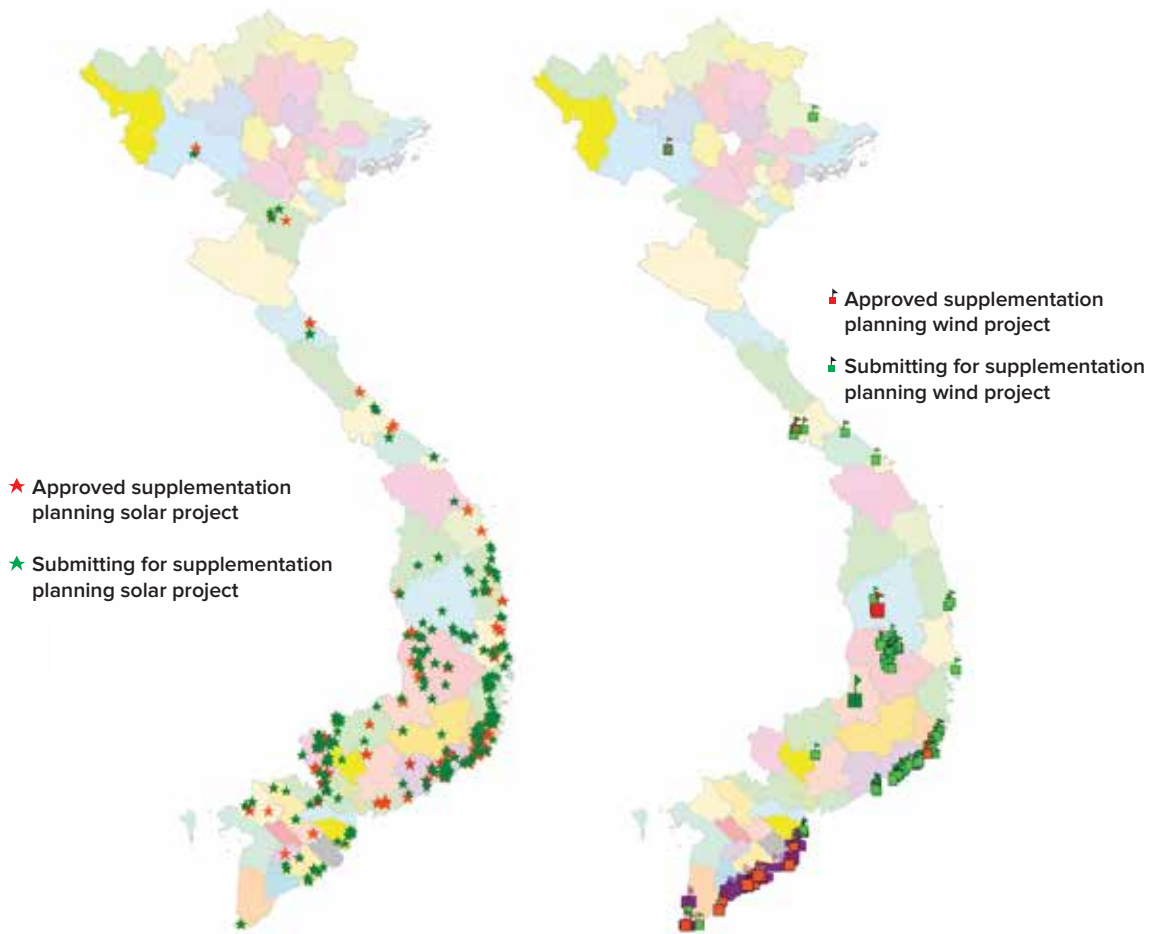 Approved supplementation
planning wind project
Submitting for supplementation
planning wind project
Approved supplementation
planning solar project
Submitting for supplementation
planning solar project